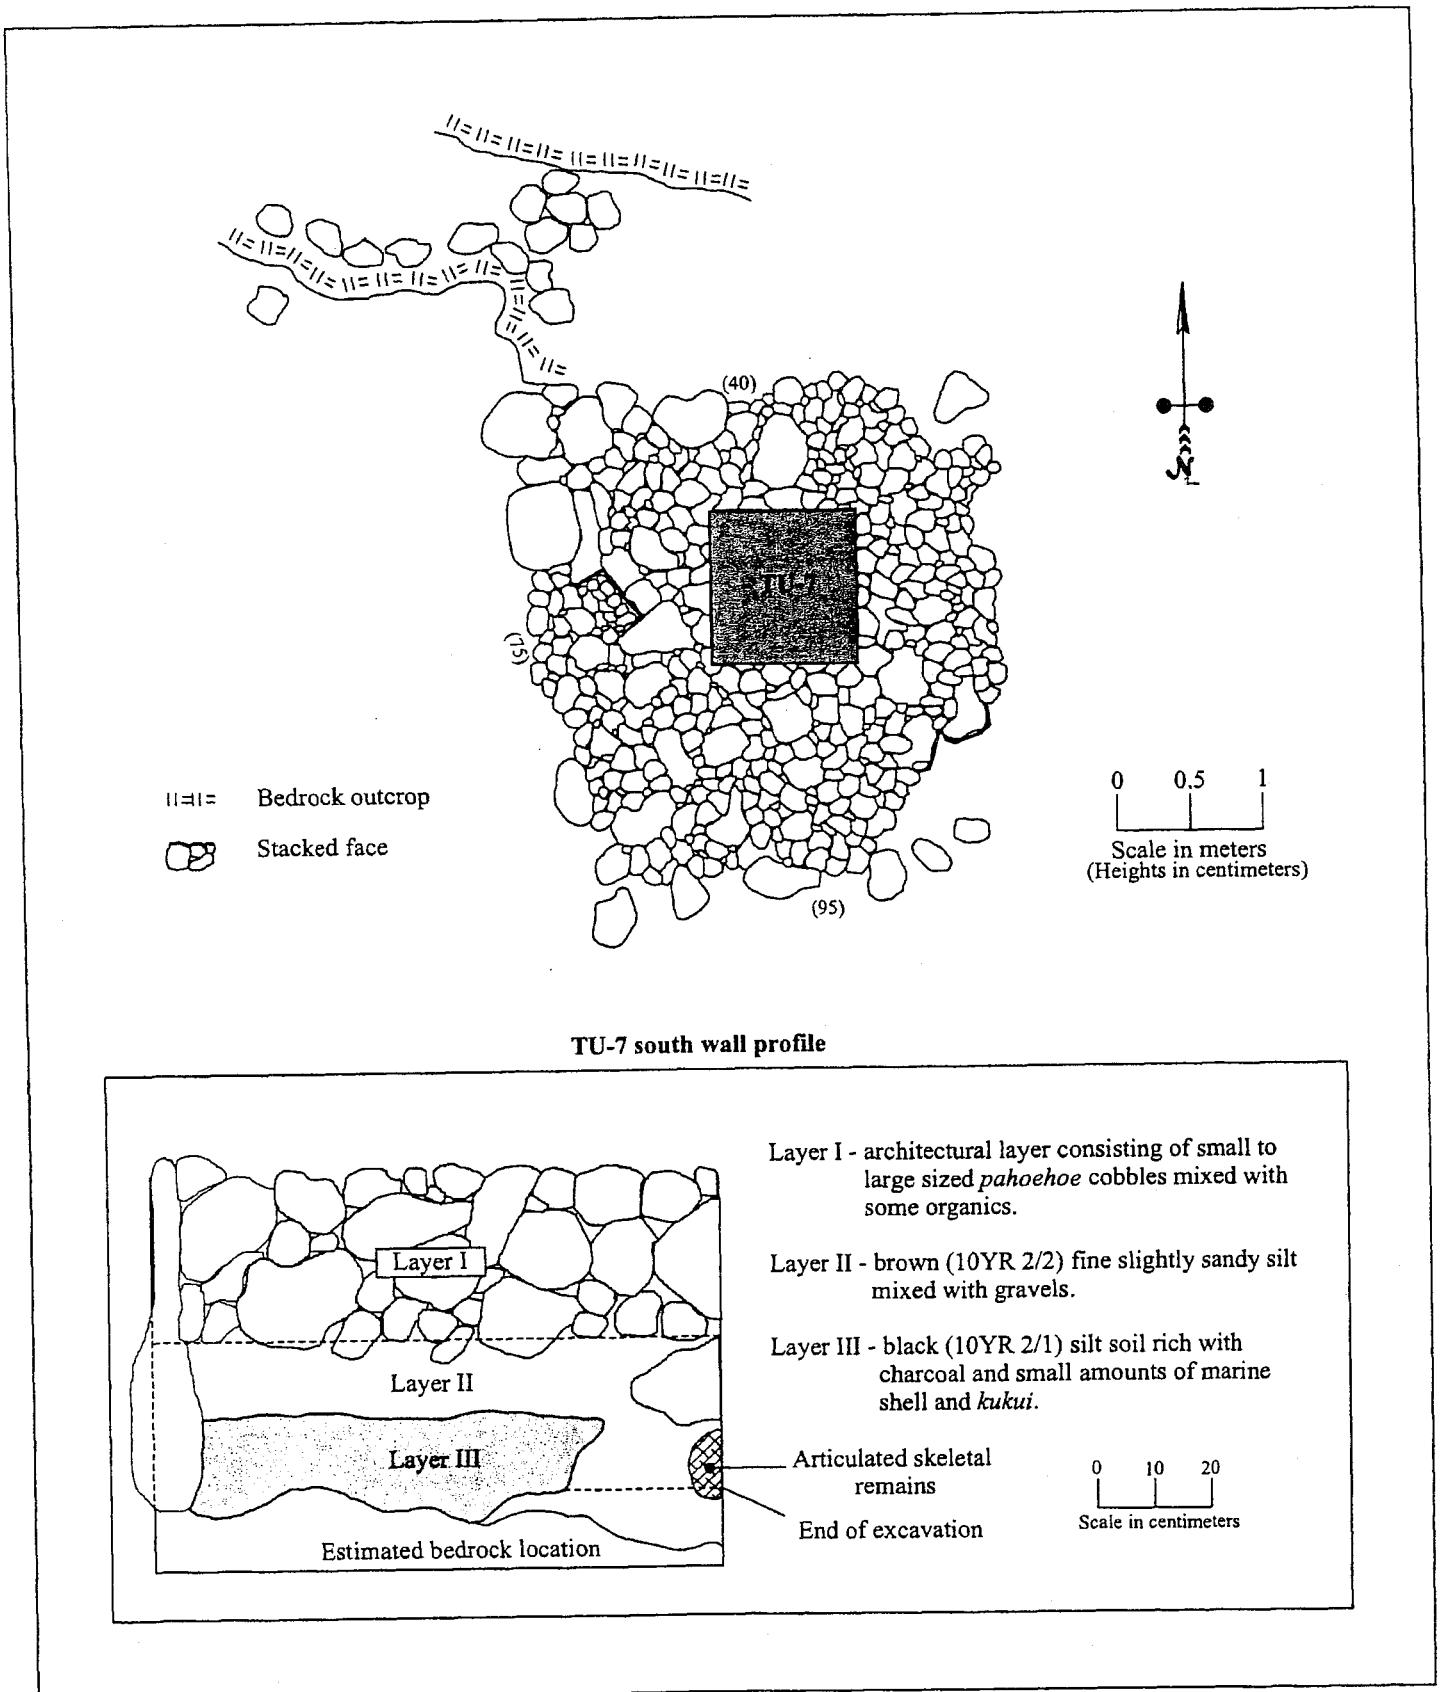 (40)
N
TU-7
(75)
0 0.5 1
Bedrock outcrop
Stacked face
Scale in meters
(Heights in centimeters)
(95)
TU-7 south wall profile
Layer I - architectural layer consisting of small to
large sized pahoehoe cobbles mixed with
some organics.
Layer I
Layer II - brown (10YR 2/2) fine slightly sandy silt
mixed with gravels.
Layer III - black (10YR 2/1) silt soil rich with
charcoal and small amounts of marine
shell and kukui.
Layer II
Layer III
Articulated skeletal
remains
0 10 20
Scale in centimeters
End of excavation
Estimated bedrock location